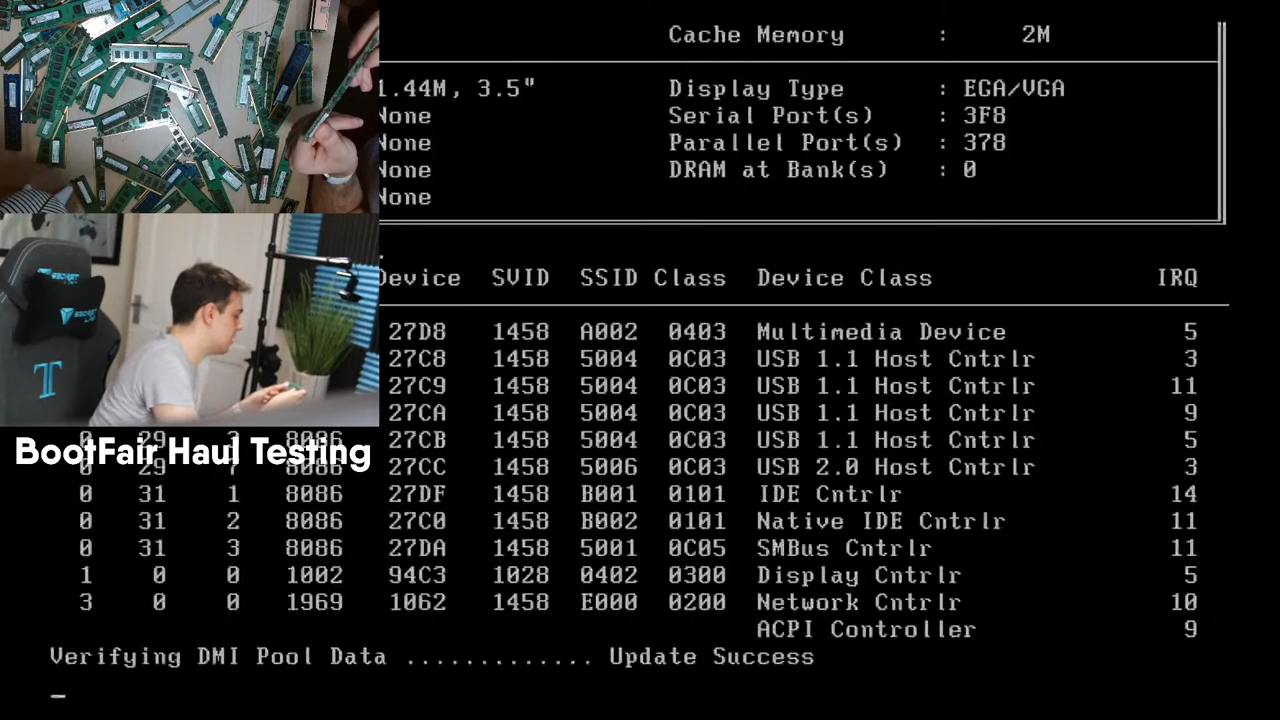 Cache Memory : 2M
1.44M, 3.5" Display Type : EGA/VGA
None Serial Port(s) : 3F8
None Parallel Port(s) : 378
None DRAM at Bank(s) : 0
None
Device SVID SSID Class Device Class IRQ
27D8 1458 A002 0403 Multimedia Device 5
27C8 1458 5004 0C03 USB 1.1 Host Cntrlr 3
27C9 1458 5004 0C03 USB 1.1 Host Cntrlr 11
27CA 1458 5004 0C03 USB 1.1 Host Cntrlr 9
0 29 3 8086 27CB 1458 5004 0C03 USB 1.1 Host Cntrlr 5
BootFair Haul Testing
0 29 7 8086 27CC 1458 5006 0C03 USB 2.0 Host Cntrlr 3
0 31 1 8086 27DF 1458 B001 0101 IDE Cntrlr 14
0 31 2 8086 27C0 1458 B002 0101 Native IDE Cntrlr 11
0 31 3 8086 27DA 1458 5001 0C05 SMBus Cntrlr 11
1 0 0 1002 94C3 1028 0402 0300 Display Cntrlr 5
3 0 0 1969 1062 1458 E000 0200 Network Cntrlr 10
ACPI Controller 9
Verifying DMI Pool Data ............. Update Success
T